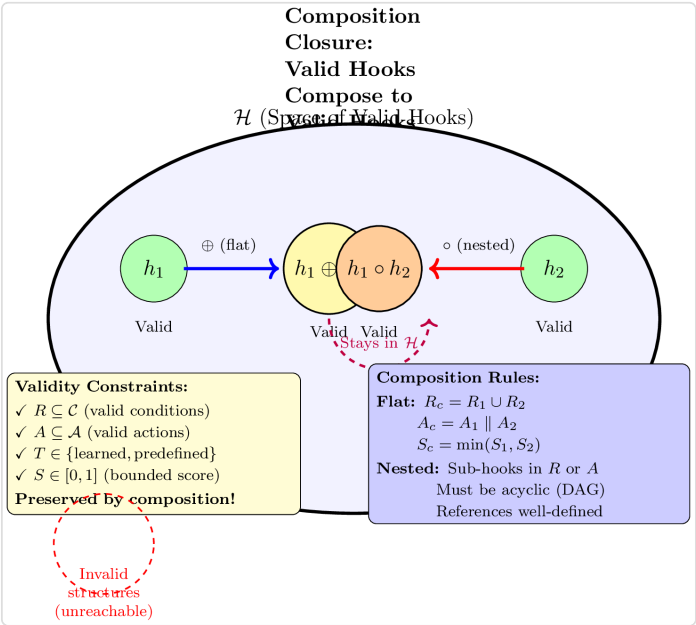 Composition
Closure:
Valid Hooks
Compose to
Valid Hooks
ℋ (Space of Valid Hooks)
⊕ (flat)
∘ (nested)
h₁
h₁ ⊕
h₁ ∘ h₂
h₂
Valid
Valid
Valid
Valid
Stays in ℋ
Validity Constraints:
✓ R ⊆ 𝒞 (valid conditions)
✓ A ⊆ 𝒜 (valid actions)
✓ T ∈ {learned, predefined}
✓ S ∈ [0, 1] (bounded score)
Preserved by composition!
Composition Rules:
Flat: R_c = R₁ ∪ R₂
A_c = A₁ ∥ A₂
S_c = min(S₁, S₂)
Nested: Sub-hooks in R or A
Must be acyclic (DAG)
References well-defined
Invalid
structures
(unreachable)